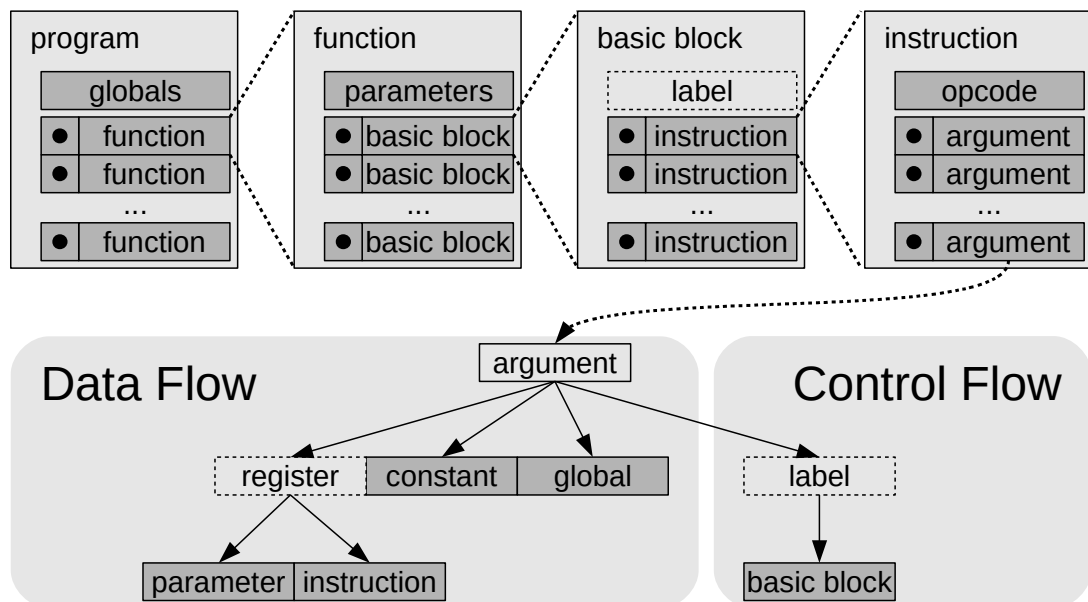 program
globals
function
function
...
function
function
parameters
basic block
basic block
...
basic block
basic block
label
instruction
instruction
...
instruction
instruction
opcode
argument
argument
...
argument
Data Flow
argument
Control Flow
register
constant
global
label
parameter
instruction
basic block